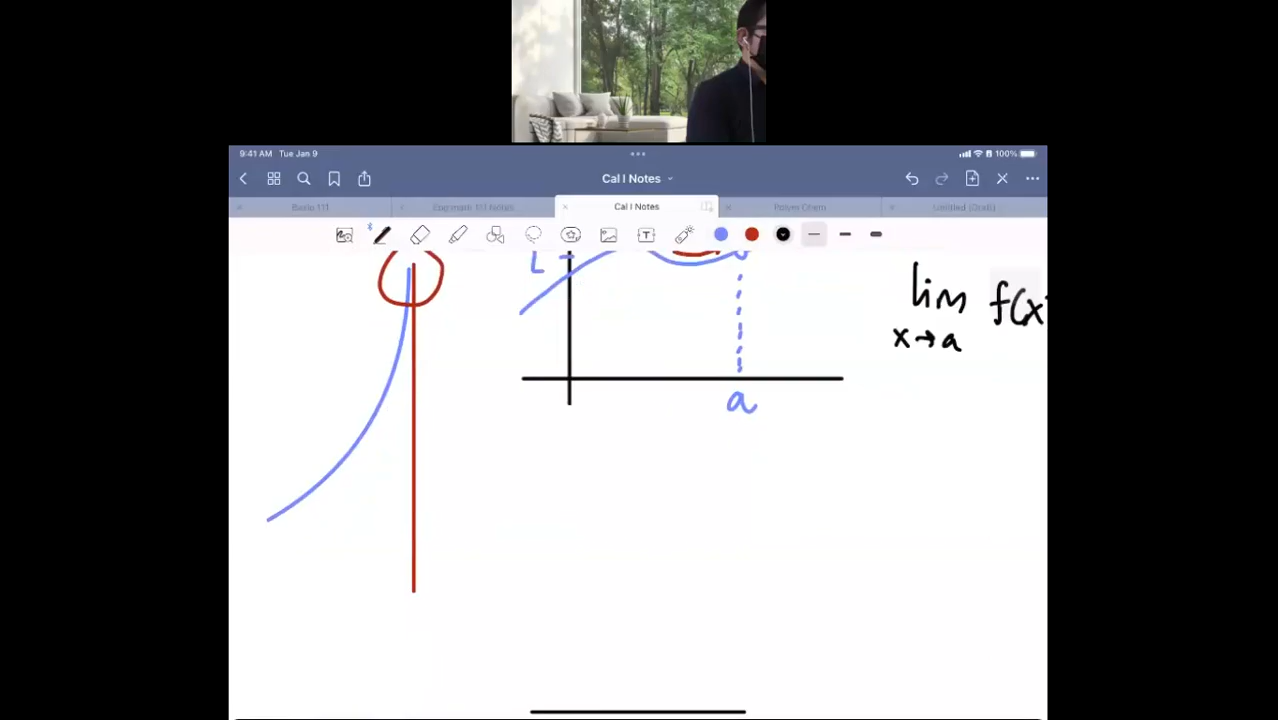 9:41 AM Tue Jan 9
100%
Cal I Notes
Cal I Notes
L
a
lim f(x
x→a